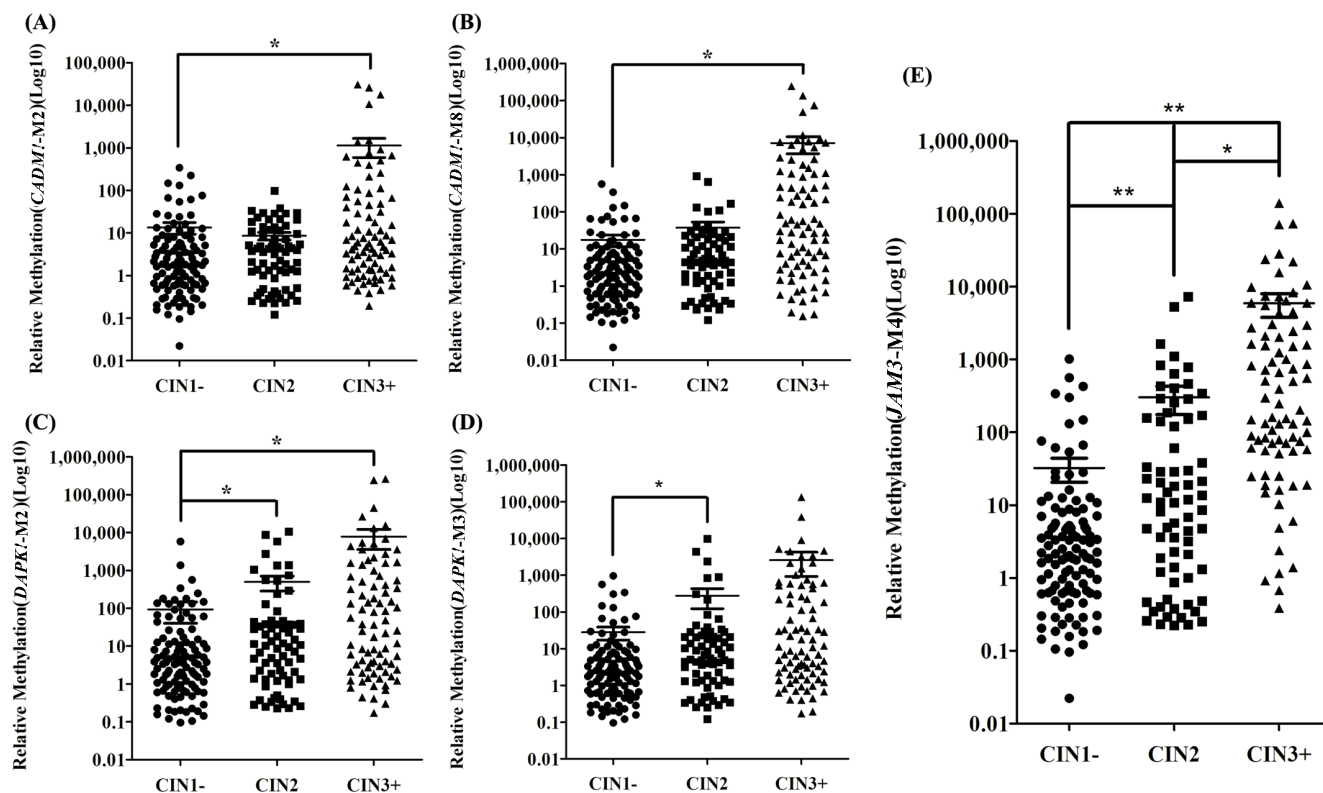 (A)
*
Relative Methylation(CADM!-M2)(Log10)
100,000
10,000
1,000
100
10
1
0.1
0.01
CIN1-
CIN2
CIN3+
(B)
*
Relative Methylation(CADM!-M8)(Log10)
1,000,000
100,000
10,000
1,000
100
10
1
0.1
0.01
CIN1-
CIN2
CIN3+
(C)
*
*
Relative Methylation(DAPK!-M2)(Log10)
1,000,000
100,000
10,000
1,000
100
10
1
0.1
0.01
CIN1-
CIN2
CIN3+
(D)
*
Relative Methylation(DAPK!-M3)(Log10)
1,000,000
100,000
10,000
1,000
100
10
1
0.1
0.01
CIN1-
CIN2
CIN3+
(E)
**
*
**
Relative Methylation(JAM3-M4)(Log10)
1,000,000
100,000
10,000
1,000
100
10
1
0.1
0.01
CIN1-
CIN2
CIN3+